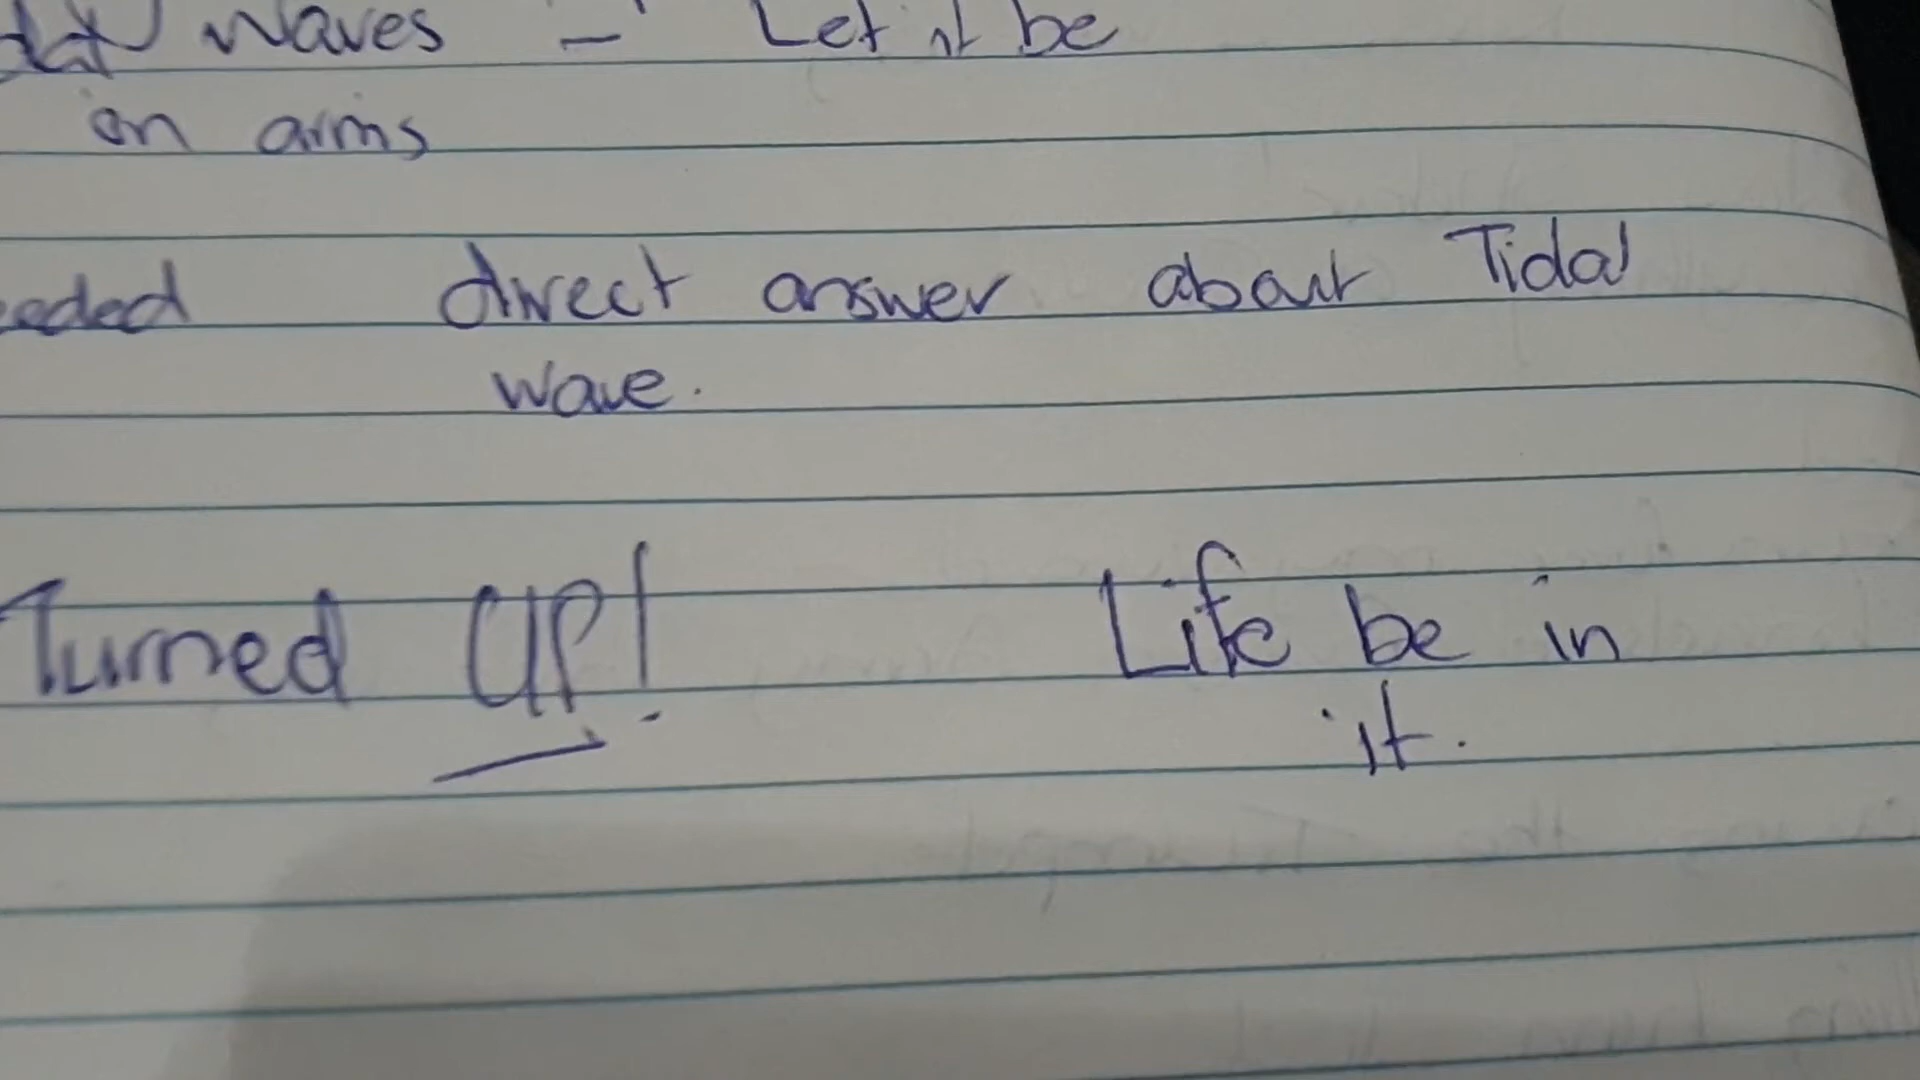 Waves - Let it be
on arms
direct answer about Tidal
wave.
Turned UP! Life be in
it.